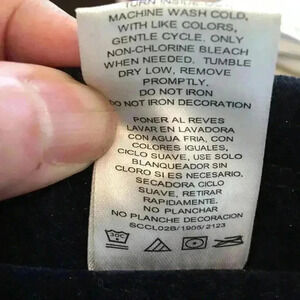 TURN INSIDE
MACHINE WASH COLD,
WITH LIKE COLORS,
GENTLE CYCLE. ONLY
NON-CHLORINE BLEACH
WHEN NEEDED. TUMBLE
DRY LOW, REMOVE
PROMPTLY.
DO NOT IRON
DO NOT IRON DECORATION
PONER AL REVES
LAVAR EN LAVADORA
CON AGUA FRIA, CON
COLORES IGUALES,
CICLO SUAVE, USE SOLO
BLANQUEADOR SIN
CLORO SI ES NECESARIO.
SECADORA CICLO
SUAVE, RETIRAR
RAPIDAMENTE.
NO PLANCHAR
NO PLANCHE DECORACION
SCCL02B/1905/2123
30C